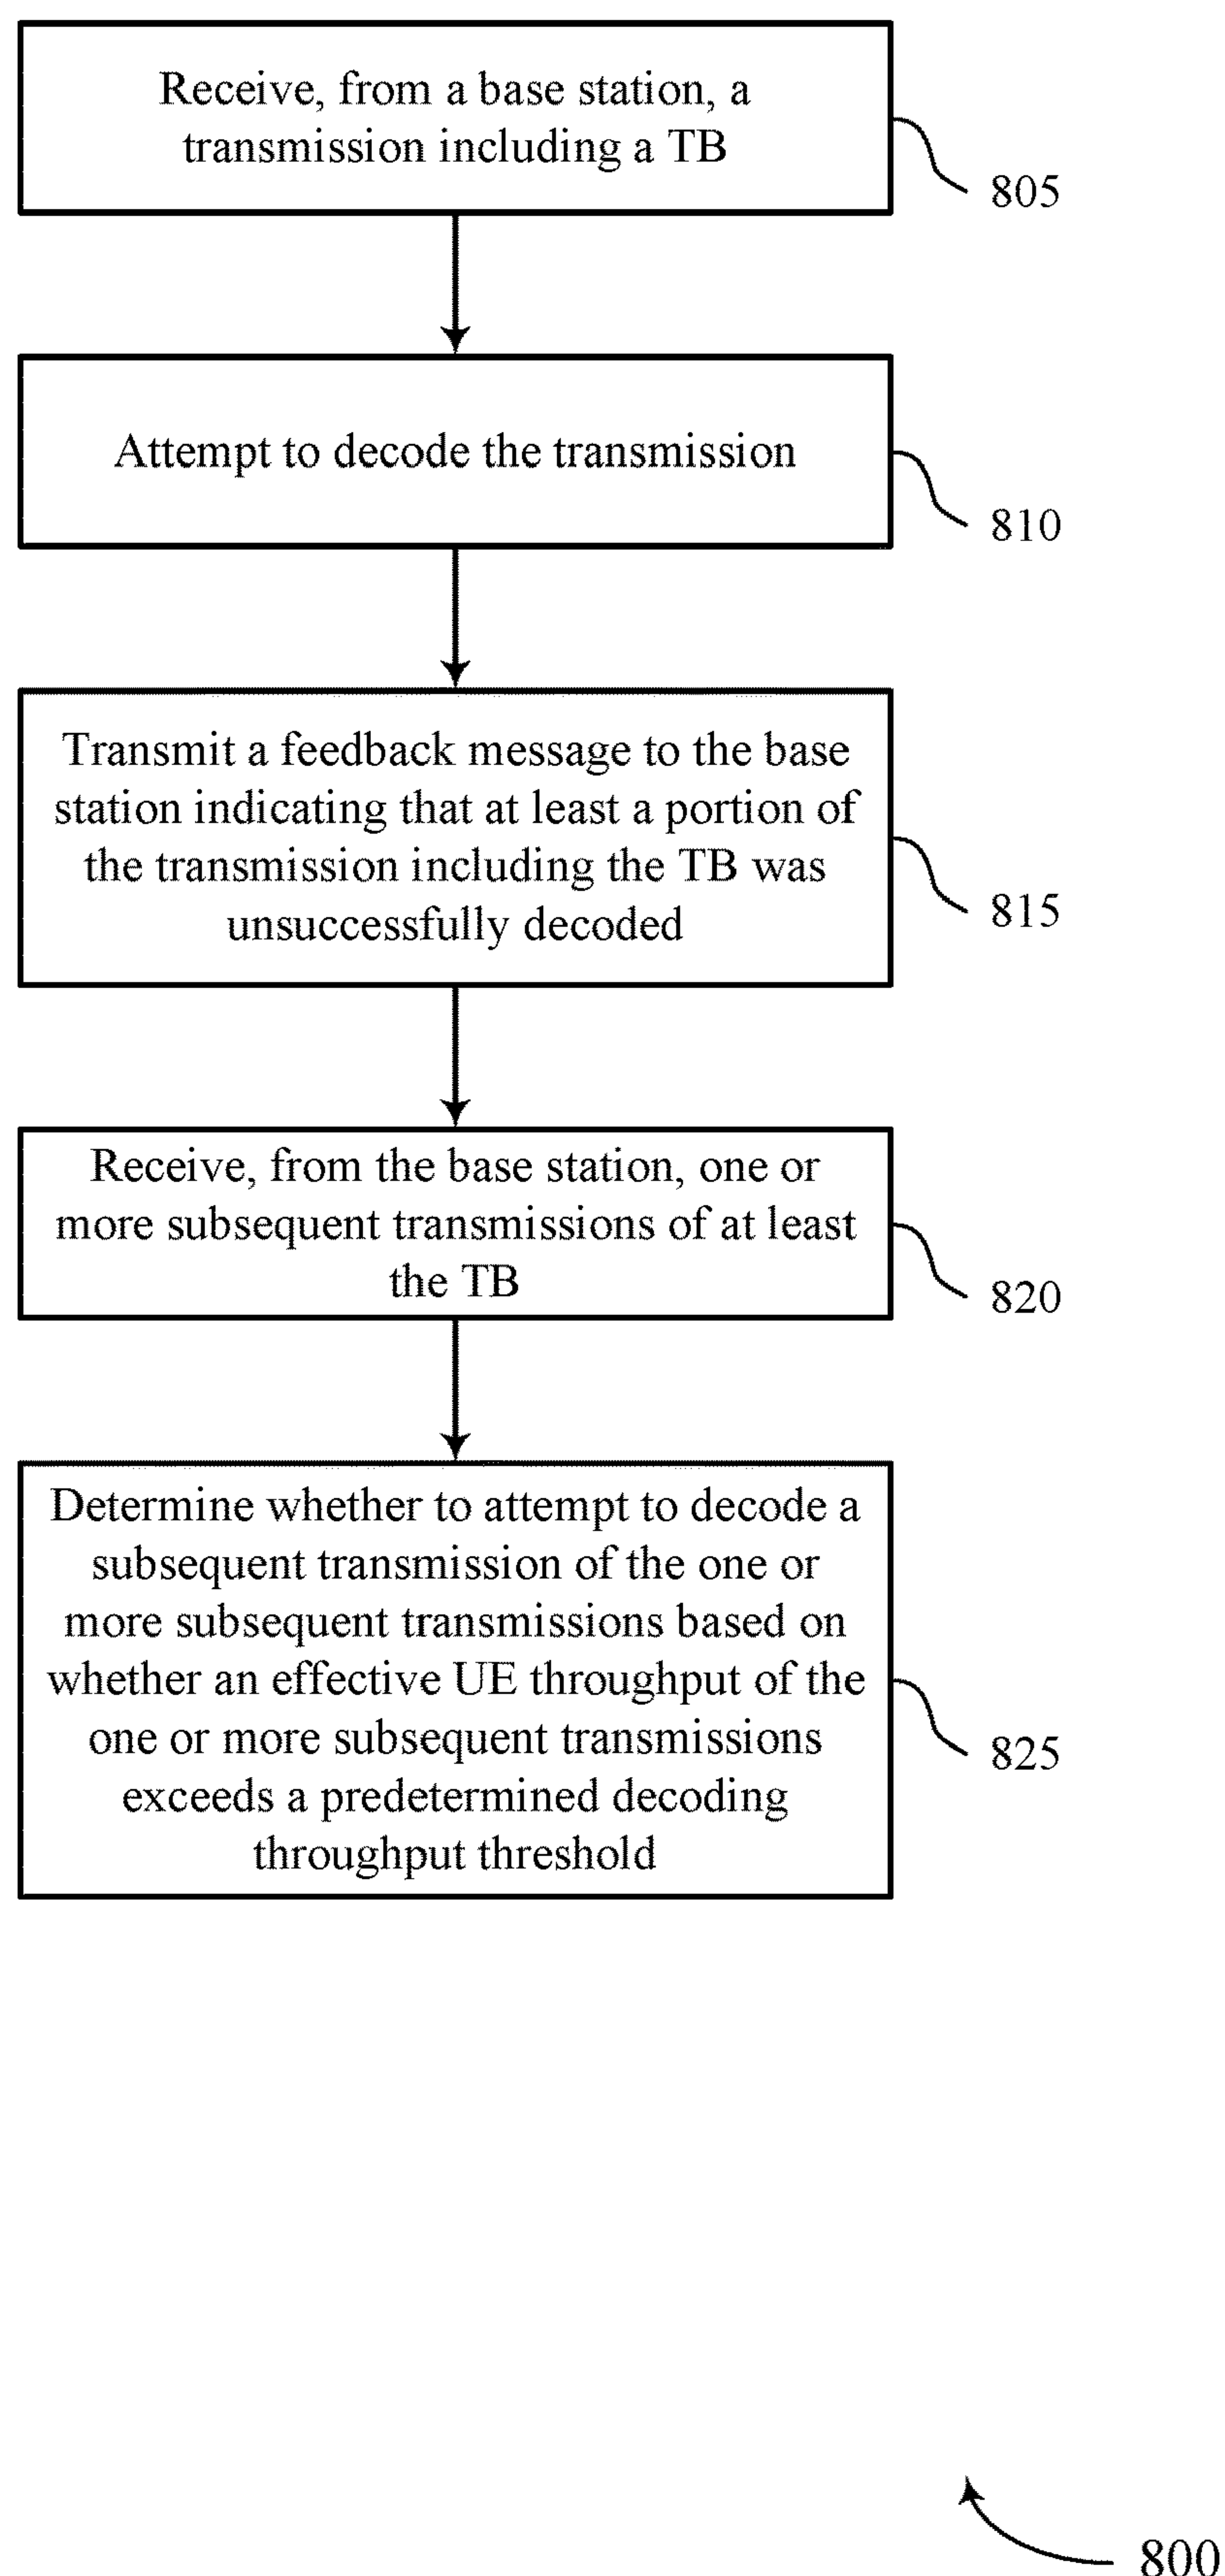 Receive, from a base station, a
transmission including a TB
805
Attempt to decode the transmission
810
Transmit a feedback message to the base
station indicating that at least a portion of
the transmission including the TB was
unsuccessfully decoded
815
Receive, from the base station, one or
more subsequent transmissions of at least
the TB
820
Determine whether to attempt to decode a
subsequent transmission of the one or
more subsequent transmissions based on
whether an effective UE throughput of the
one or more subsequent transmissions
exceeds a predetermined decoding
throughput threshold
825
800